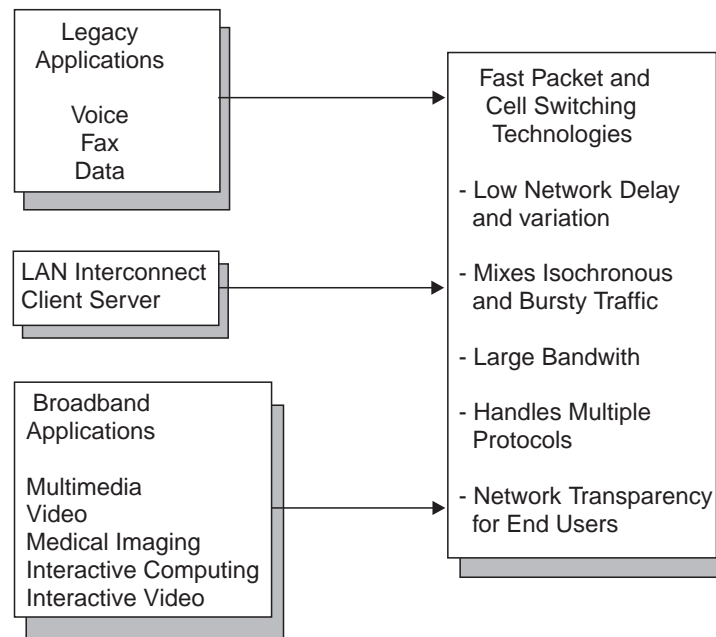 Legacy
Applications
Voice
Fax
Data
LAN Interconnect
Client Server
Broadband
Applications
Multimedia
Video
Medical Imaging
Interactive Computing
Interactive Video
Fast Packet and
Cell Switching
Technologies
- Low Network Delay
and variation
- Mixes Isochronous
and Bursty Traffic
- Large Bandwith
- Handles Multiple
Protocols
- Network Transparency
for End Users